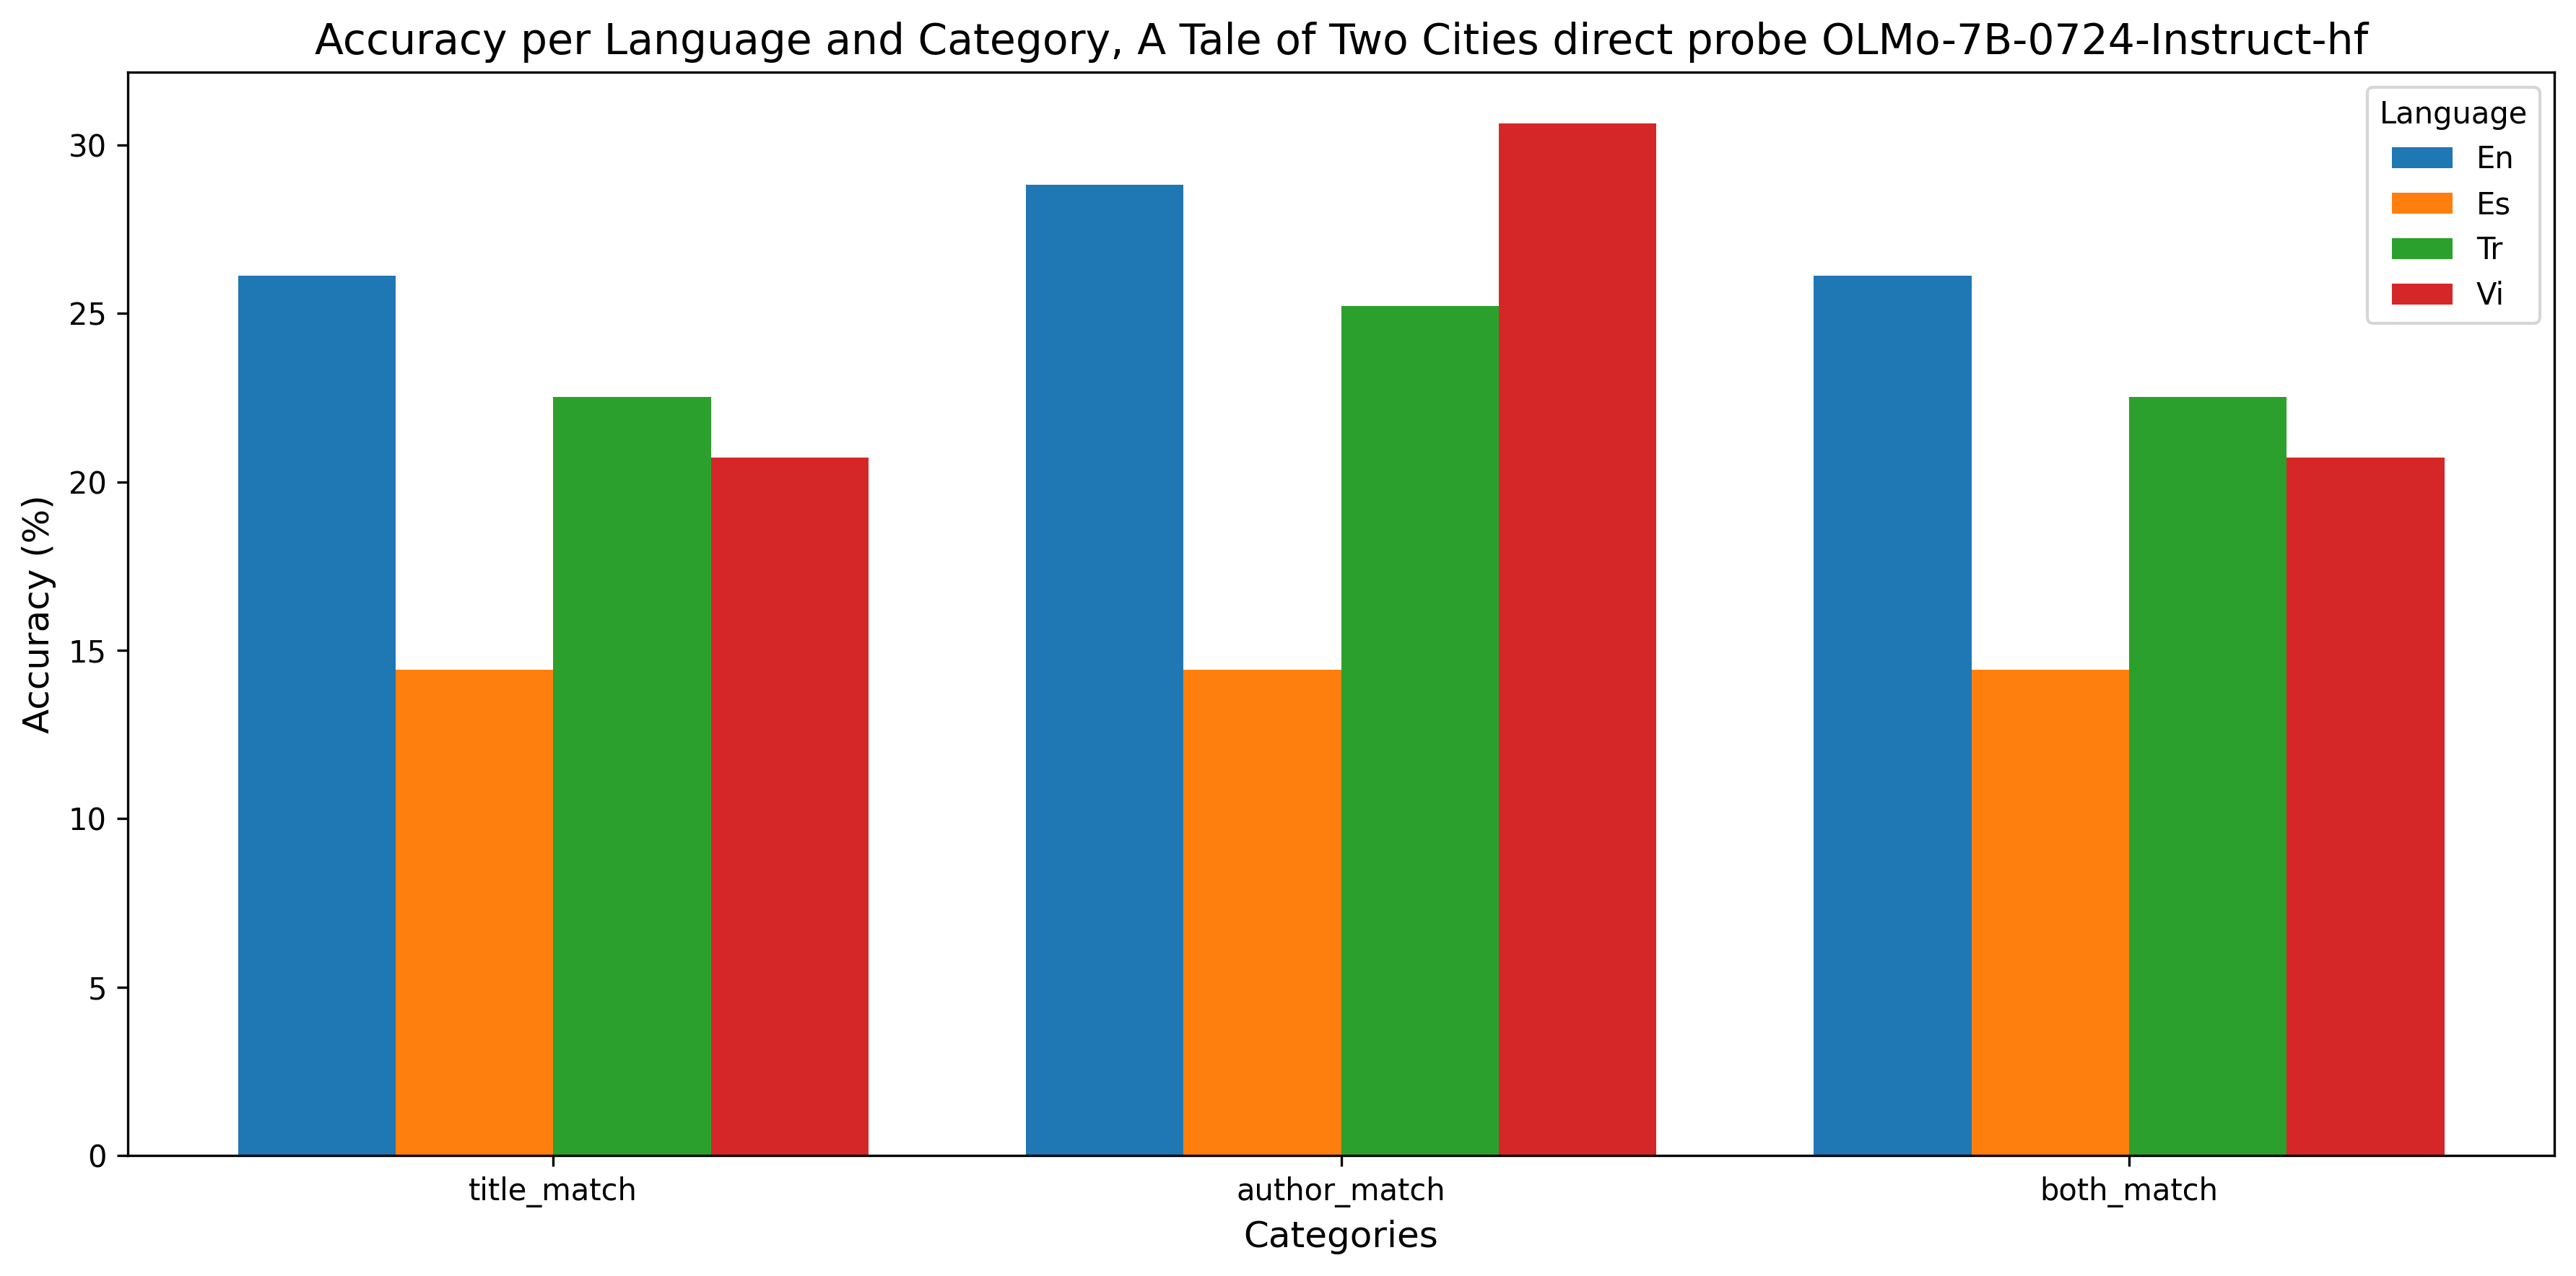 Accuracy per Language and Category, A Tale of Two Cities direct probe OLMo-7B-0724-Instruct-hf
Language
En
Es
Tr
Vi
Accuracy (%)
30
25
20
15
10
5
0
title_match
author_match
both_match
Categories